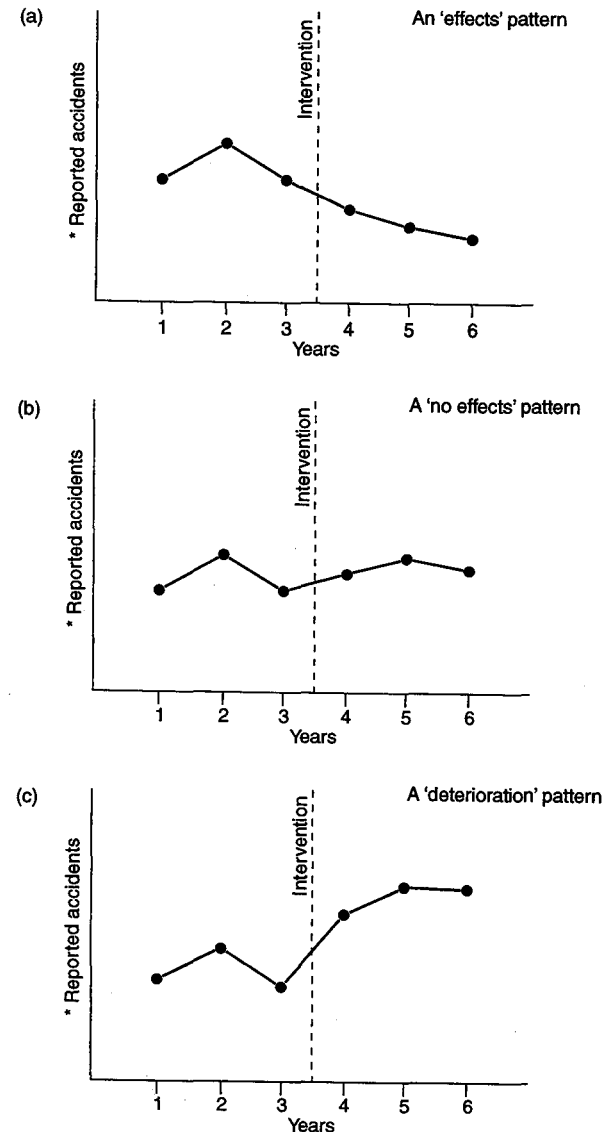 (a)
An ‘effects’ pattern
Intervention
* Reported accidents
1 2 3 4 5 6
Years
(b)
A ‘no effects’ pattern
Intervention
* Reported accidents
1 2 3 4 5 6
Years
(c)
A ‘deterioration’ pattern
Intervention
* Reported accidents
1 2 3 4 5 6
Years